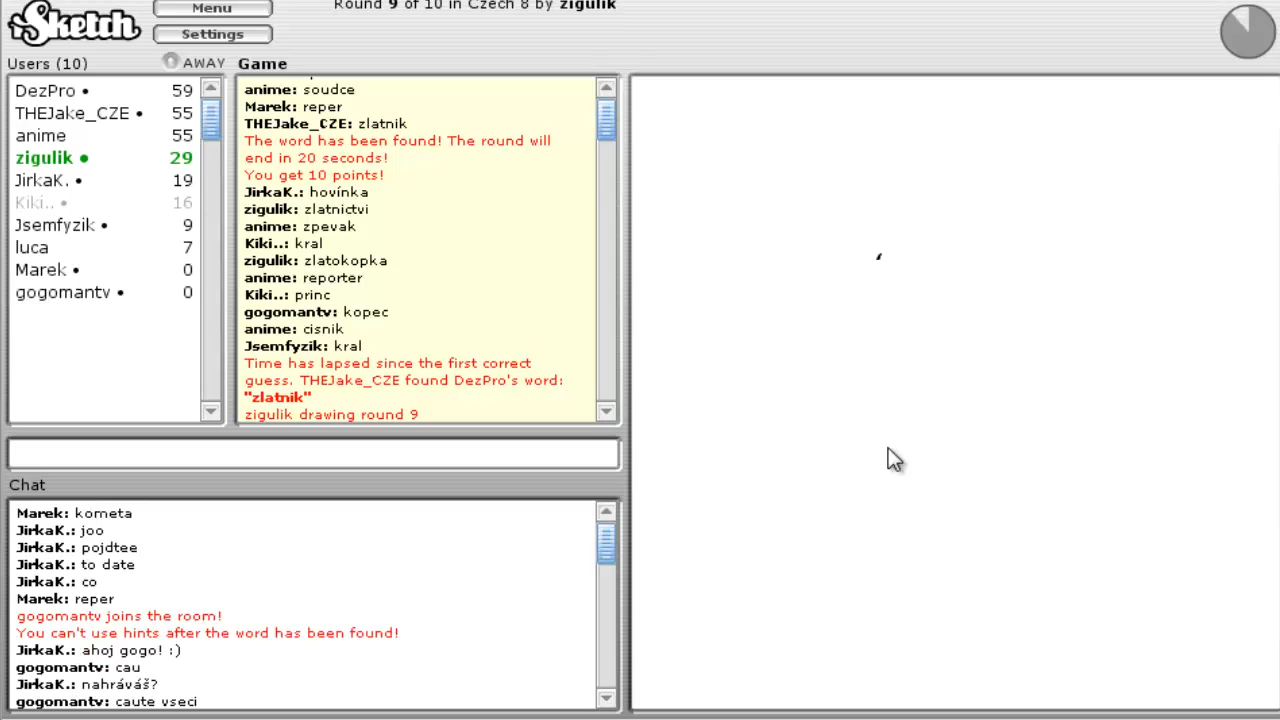 iSketch
Menu
Settings
Round 9 of 10 in Czech 8 by zigulik
Users (10)
AWAY
DezPro • 59
THEJake_CZE • 55
anime 55
zigulik • 29
JirkaK. • 19
Kiki.. • 16
Jsemfyzik • 9
luca 7
Marek • 0
gogomantv • 0
Game
anime: soudce
Marek: reper
THEJake_CZE: zlatnik
The word has been found! The round will
end in 20 seconds!
You get 10 points!
JirkaK.: hovínka
zigulik: zlatnictvi
anime: zpevak
Kiki..: kral
zigulik: zlatokopka
anime: reporter
Kiki..: princ
gogomantv: kopec
anime: cisnik
Jsemfyzik: kral
Time has lapsed since the first correct
guess. THEJake_CZE found DezPro's word:
"zlatnik"
zigulik drawing round 9
Chat
Marek: kometa
JirkaK.: joo
JirkaK.: pojdtee
JirkaK.: to date
JirkaK.: co
Marek: reper
gogomantv joins the room!
You can't use hints after the word has been found!
JirkaK.: ahoj gogo! :)
gogomantv: cau
JirkaK.: nahráváš?
gogomantv: caute vseci